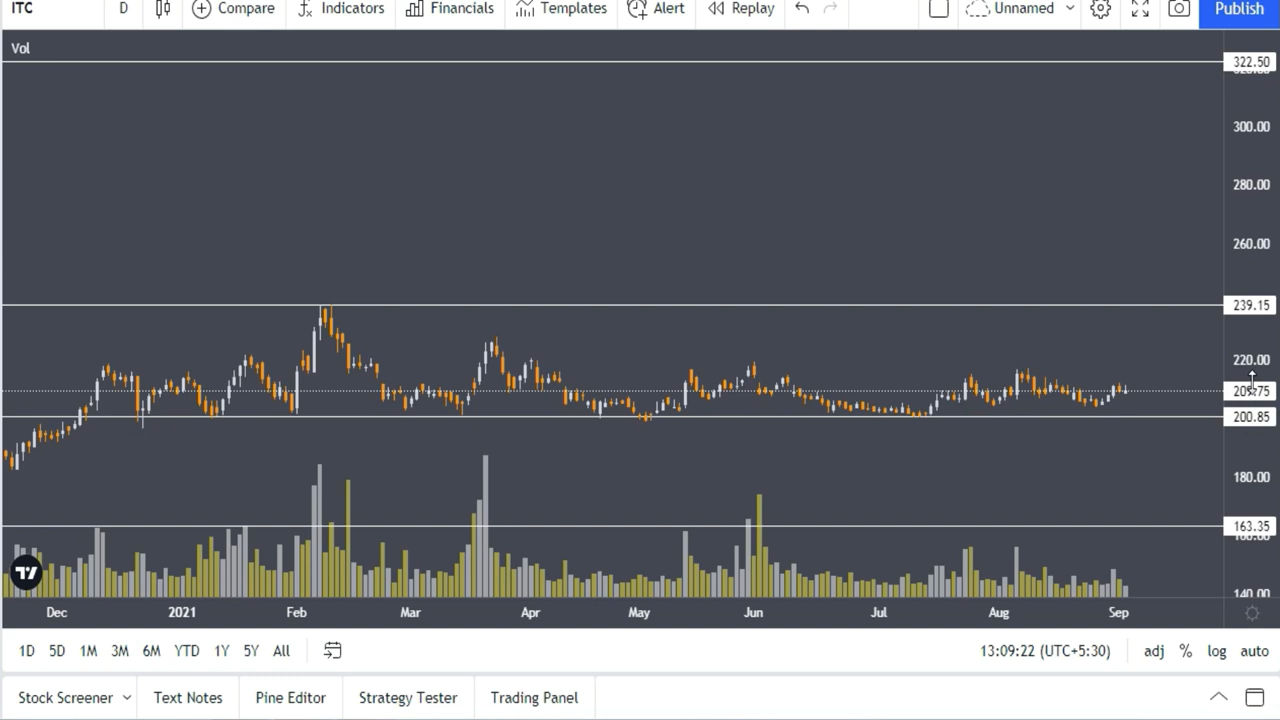 ITC D Compare Indicators Financials Templates Alert Replay Unnamed Publish
Vol
322.50
300.00
280.00
260.00
239.15
220.00
200.85
180.00
163.35
140.00
Dec 2021 Feb Mar Apr May Jun Jul Aug Sep
1D 5D 1M 3M 6M YTD 1Y 5Y All 13:09:22 (UTC+5:30) adj % log auto
Stock Screener Text Notes Pine Editor Strategy Tester Trading Panel